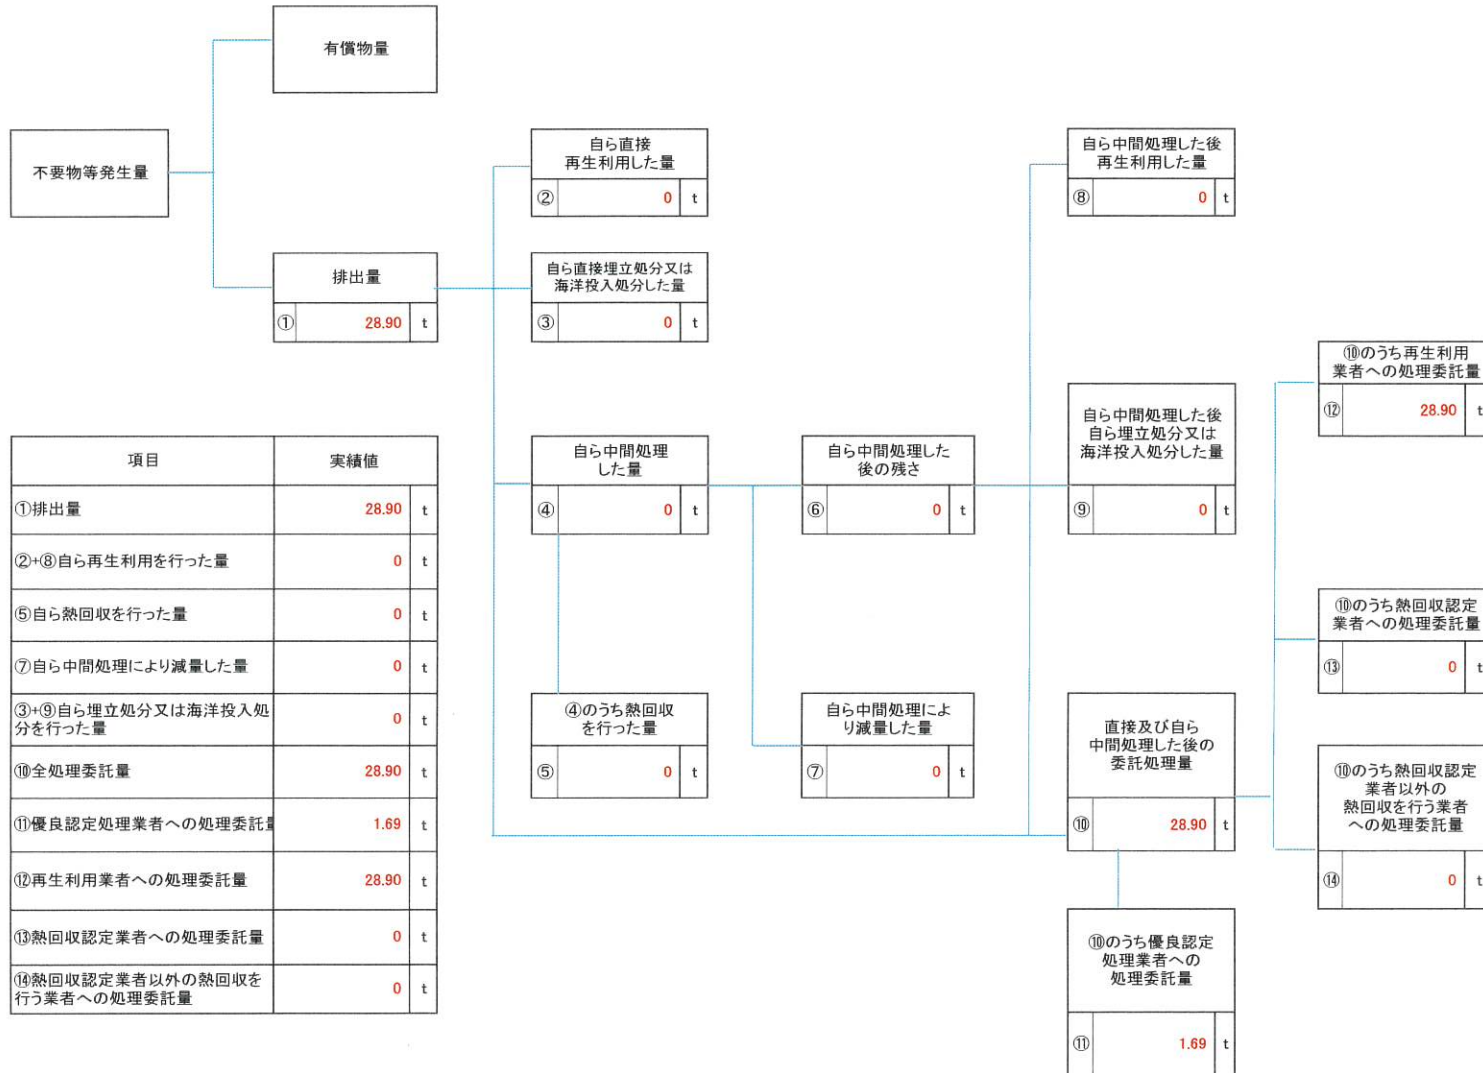 有償物量
不要物等発生量
自ら直接
再生利用した量
② 0 t
自ら中間処理した後
再生利用した量
⑧ 0 t
排出量
① 28.90 t
自ら直接埋立処分又は
海洋投入処分した量
③ 0 t
⑩のうち再生利用
業者への処理委託量
⑫ 28.90 t
自ら中間処理
した量
④ 0 t
自ら中間処理した
後の残さ
⑥ 0 t
自ら中間処理した後
自ら埋立処分又は
海洋投入処分した量
⑨ 0 t
⑩のうち熱回収認定
業者への処理委託量
⑬ 0 t
④のうち熱回収
を行った量
⑤ 0 t
自ら中間処理によ
り減量した量
⑦ 0 t
直接及び自ら
中間処理した後の
委託処理量
⑩ 28.90 t
⑩のうち熱回収認定
業者以外の
熱回収を行う業者
への処理委託量
⑭ 0 t
⑩のうち優良認定
処理業者への
処理委託量
⑪ 1.69 t
項目 実績値
①排出量 28.90 t
②+⑧自ら再生利用を行った量 0 t
⑤自ら熱回収を行った量 0 t
⑦自ら中間処理により減量した量 0 t
③+⑨自ら埋立処分又は海洋投入処
分を行った量 0 t
⑩全処理委託量 28.90 t
⑪優良認定処理業者への処理委託量 1.69 t
⑫再生利用業者への処理委託量 28.90 t
⑬熱回収認定業者への処理委託量 0 t
⑭熱回収認定業者以外の熱回収を
行う業者への処理委託量 0 t